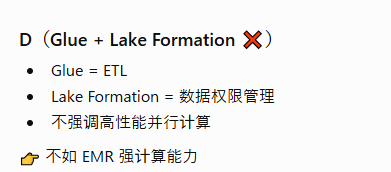 D（Glue + Lake Formation ❌）
• Glue = ETL
• Lake Formation = 数据权限管理
• 不强调高性能并行计算
👉 不如 EMR 强计算能力